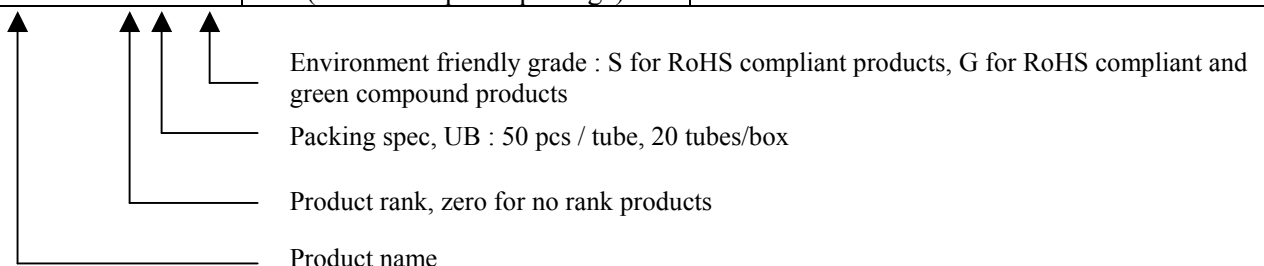 Environment friendly grade : S for RoHS compliant products, G for RoHS compliant and
green compound products
Packing spec, UB : 50 pcs / tube, 20 tubes/box
Product rank, zero for no rank products
Product name